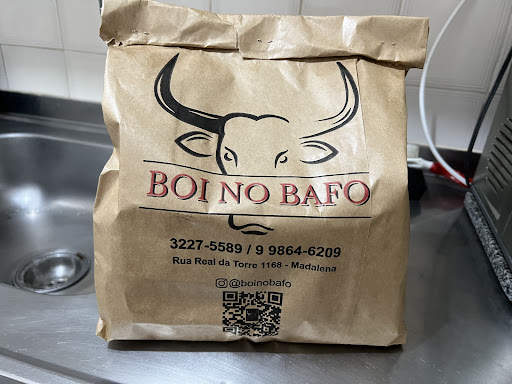 BOI NO BAFO
3227-5589 / 9 9864-6209
Rua Real da Torre 1168 - Madalena
@boinobafo